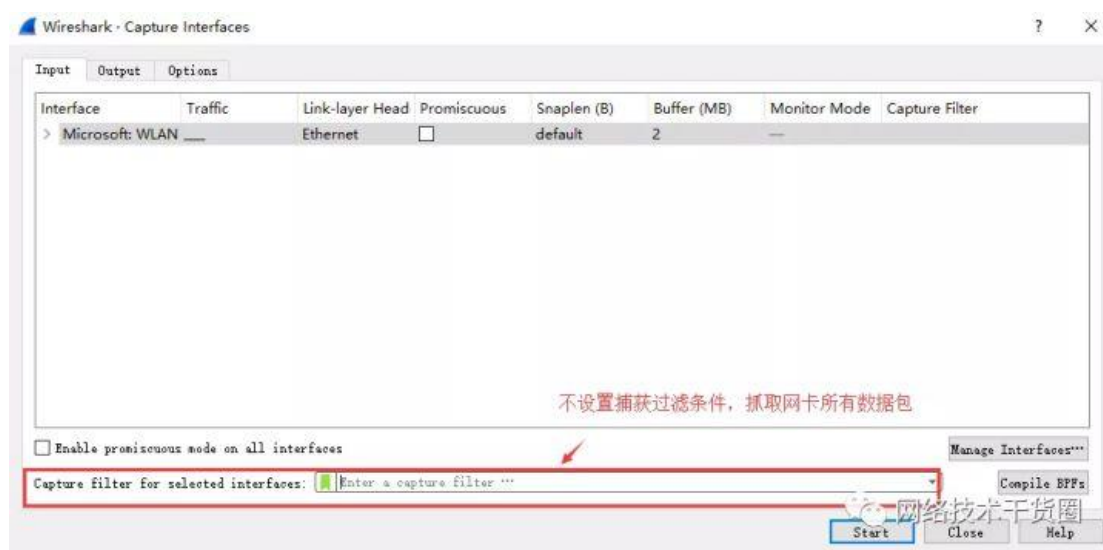 Wireshark · Capture Interfaces ? ×
Input Output Options
Interface Traffic Link-layer Head Promiscuous Snaplen (B) Buffer (MB) Monitor Mode Capture Filter
> Microsoft: WLAN Ethernet default 2 —
不设置捕获过滤条件，抓取网卡所有数据包
Enable promiscuous mode on all interfaces Manage Interfaces…
Capture filter for selected interfaces: Enter a capture filter … Compile BPFs
网络技术干货圈
Start Close Help